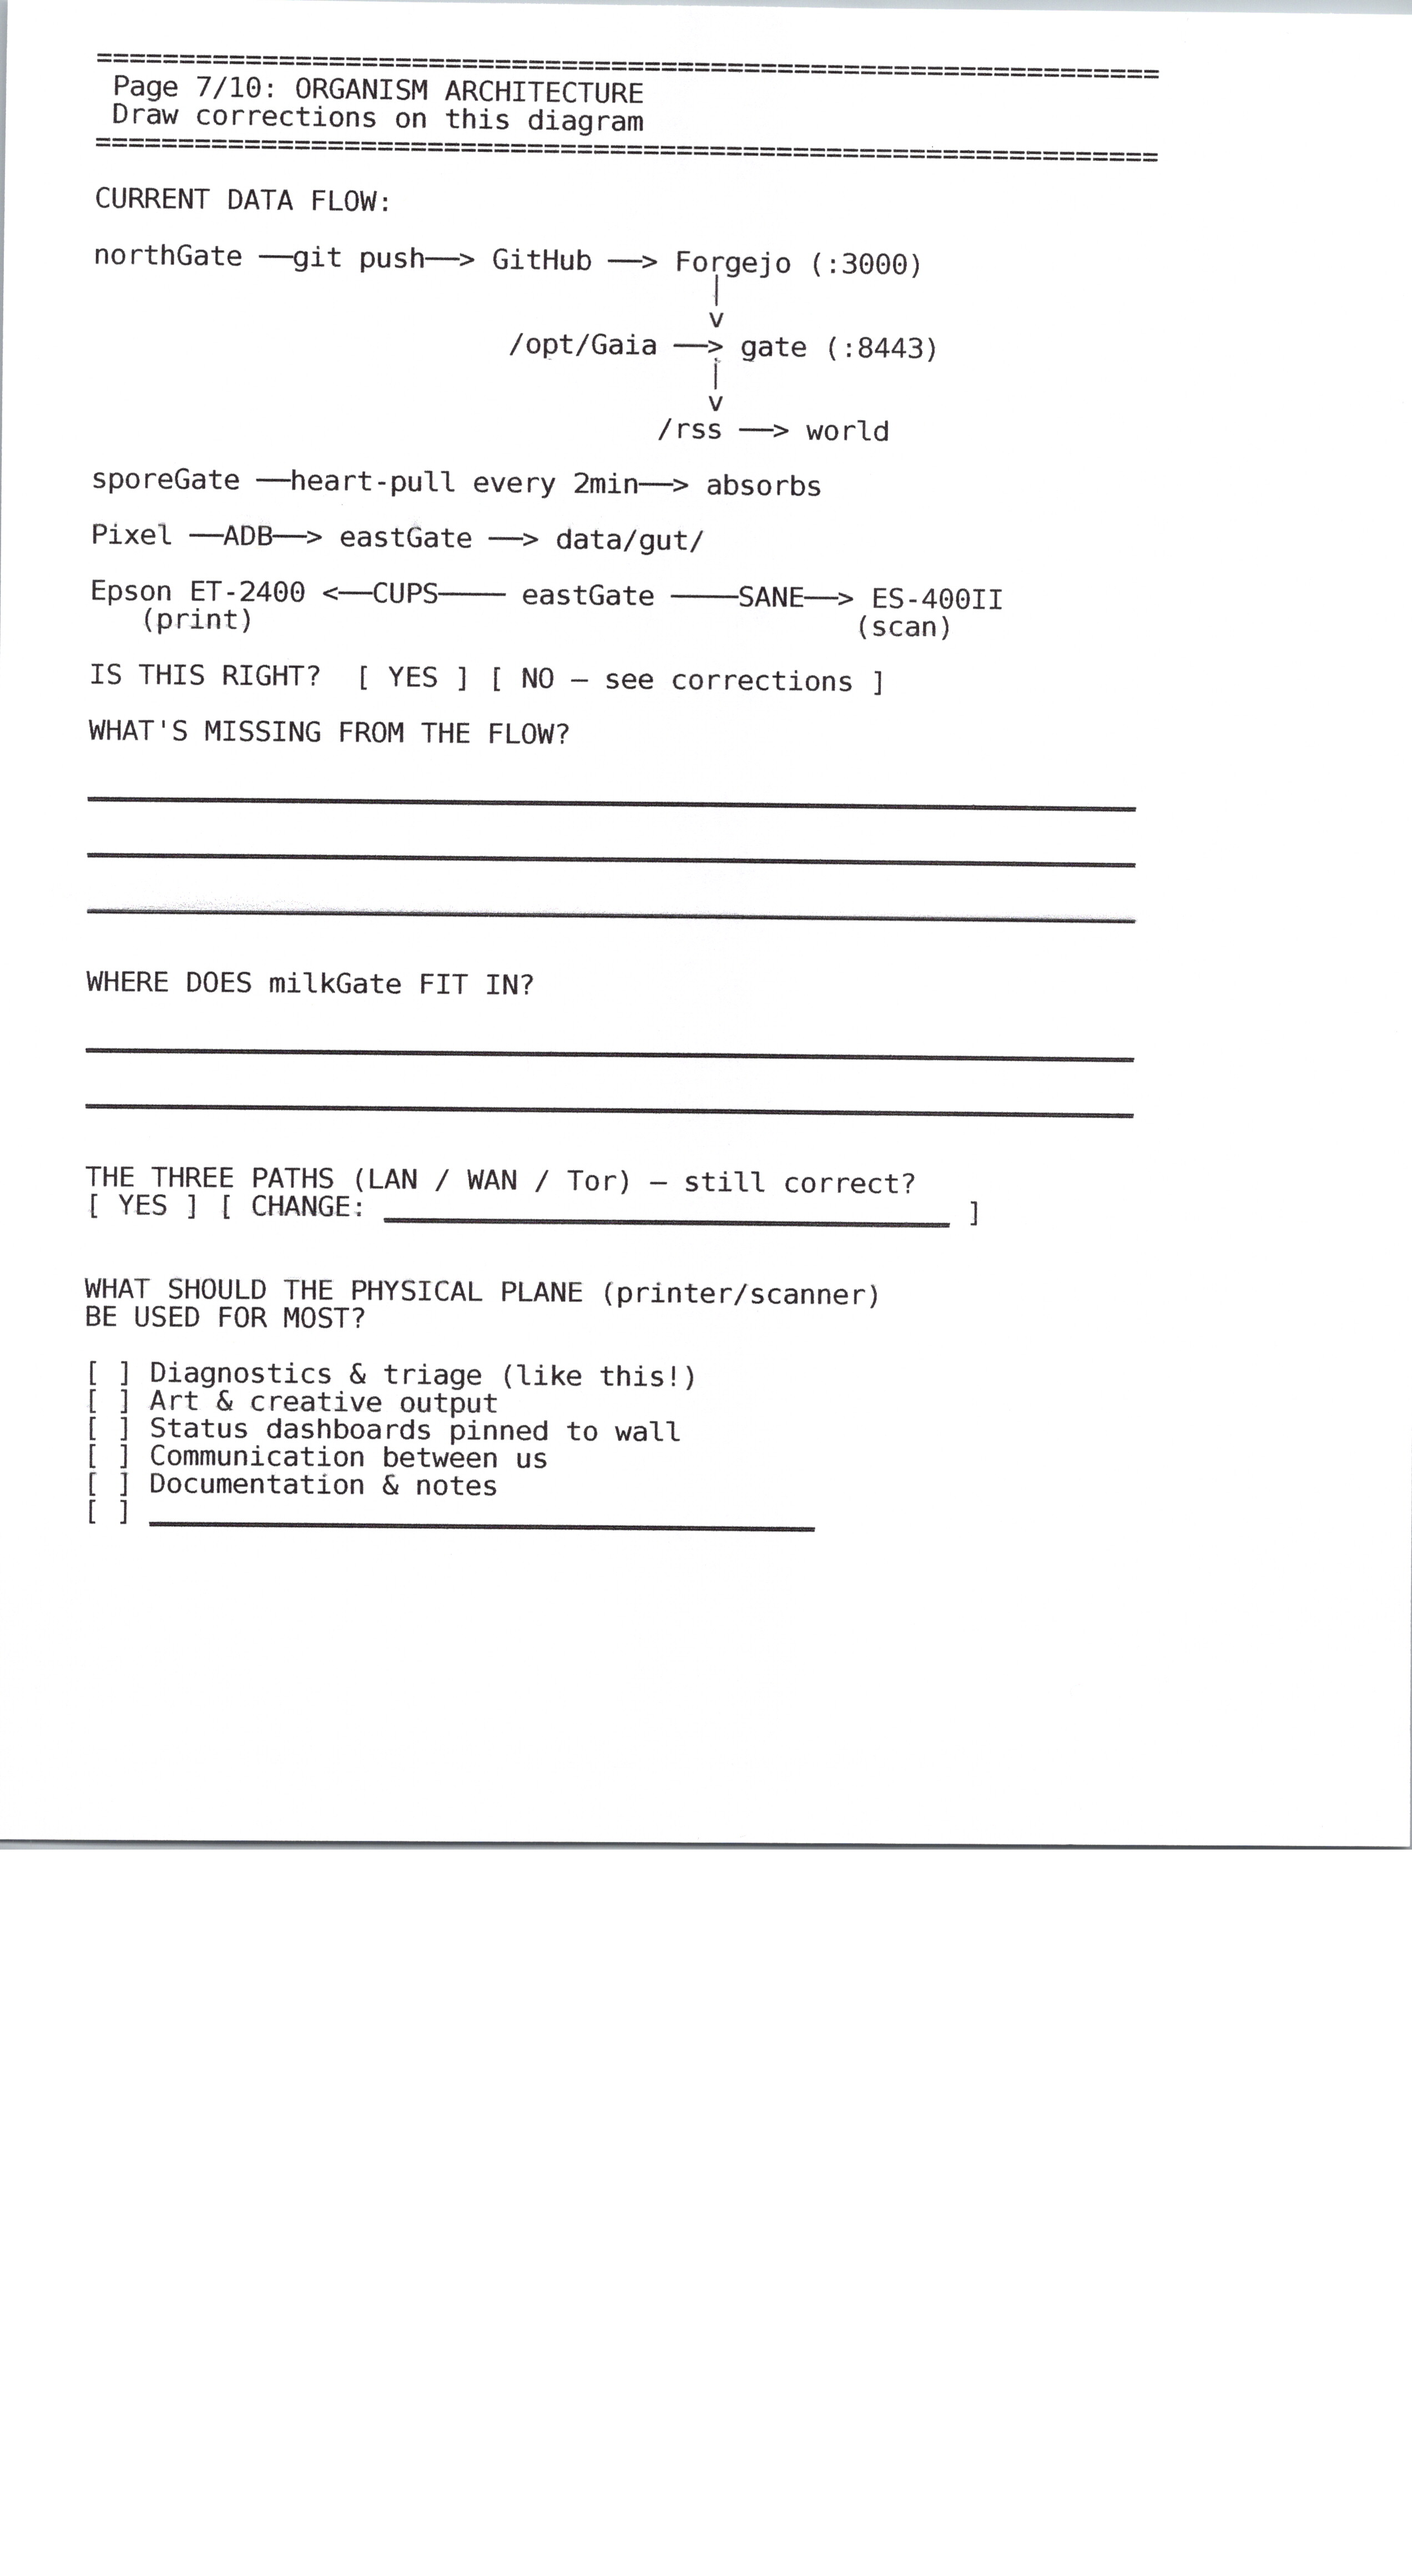 =================================================================
Page 7/10: ORGANISM ARCHITECTURE
Draw corrections on this diagram
=================================================================
CURRENT DATA FLOW:
northGate ──git push──> GitHub ──> Forgejo (:3000)
|
v
/opt/Gaia ──> gate (:8443)
|
v
/rss ──> world
sporeGate ──heart-pull every 2min──> absorbs
Pixel ──ADB──> eastGate ──> data/gut/
Epson ET-2400 <──CUPS──── eastGate ────SANE──> ES-400II
(print) (scan)
IS THIS RIGHT? [ YES ] [ NO — see corrections ]
WHAT'S MISSING FROM THE FLOW?
WHERE DOES milkGate FIT IN?
THE THREE PATHS (LAN / WAN / Tor) — still correct?
[ YES ] [ CHANGE: ____________________ ]
WHAT SHOULD THE PHYSICAL PLANE (printer/scanner)
BE USED FOR MOST?
[ ] Diagnostics & triage (like this!)
[ ] Art & creative output
[ ] Status dashboards pinned to wall
[ ] Communication between us
[ ] Documentation & notes
[ ] ____________________